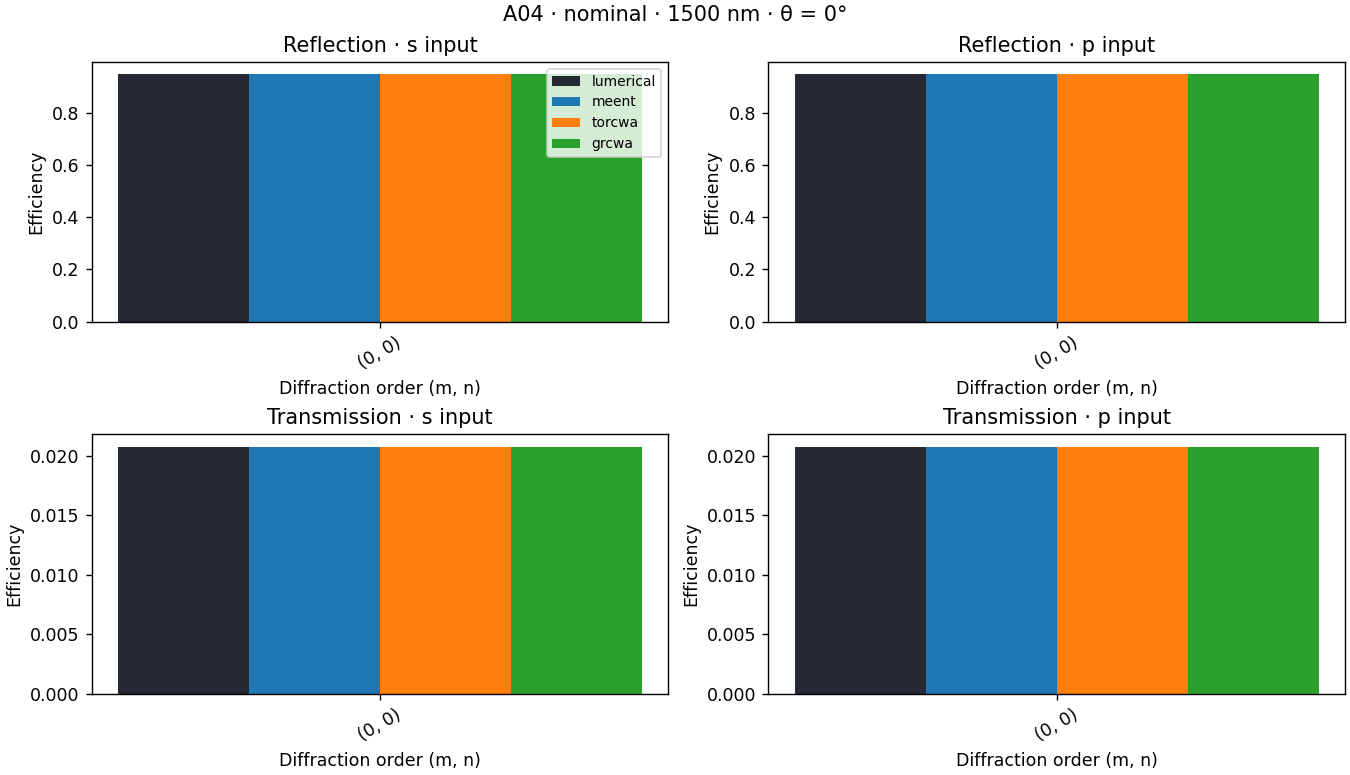 A04 · nominal · 1500 nm · θ = 0°
Reflection · s input
Efficiency
0.8
0.6
0.4
0.2
0.0
lumerical
meent
torcwa
grcwa
(0, 0)
Diffraction order (m, n)
Reflection · p input
Efficiency
0.8
0.6
0.4
0.2
0.0
(0, 0)
Diffraction order (m, n)
Transmission · s input
Efficiency
0.020
0.015
0.010
0.005
0.000
(0, 0)
Diffraction order (m, n)
Transmission · p input
Efficiency
0.020
0.015
0.010
0.005
0.000
(0, 0)
Diffraction order (m, n)